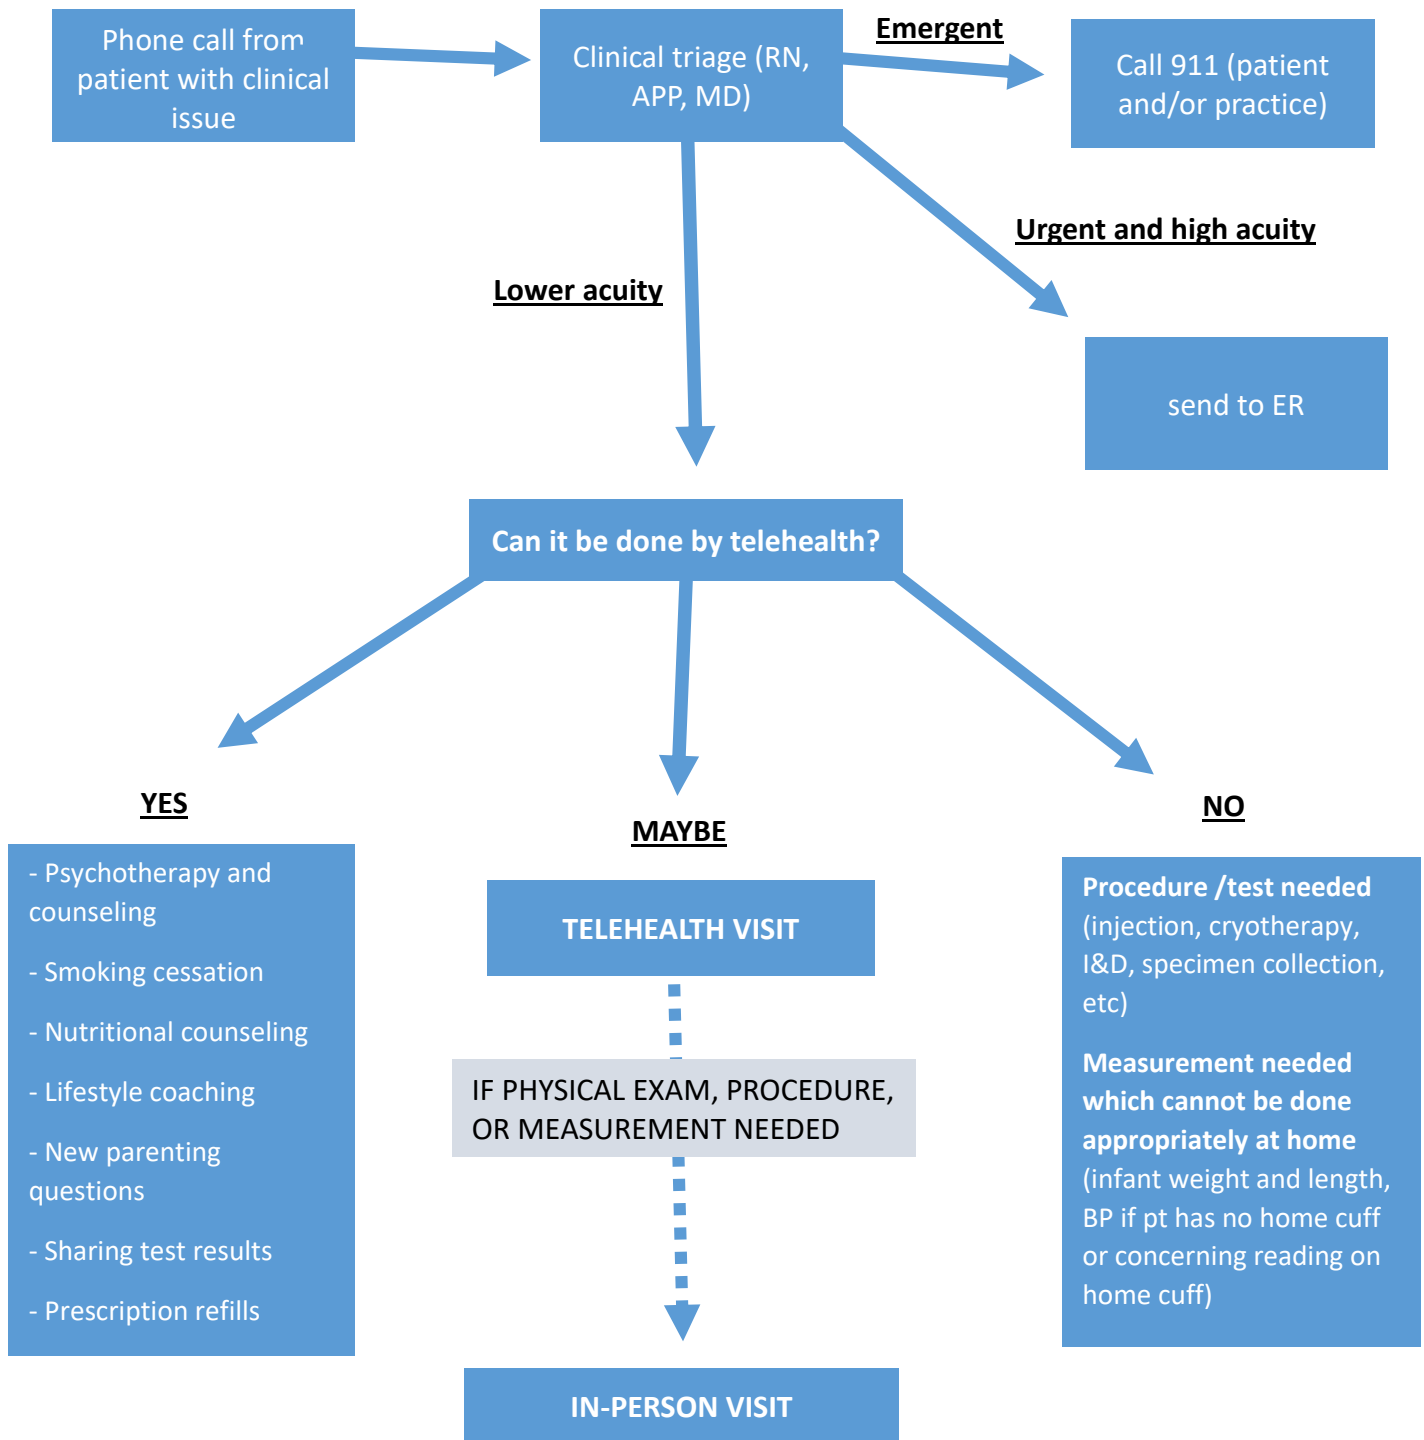 Phone call from
patient with clinical
issue
Clinical triage (RN,
APP, MD)
Emergent
Call 911 (patient
and/or practice)
Urgent and high acuity
Lower acuity
send to ER
Can it be done by telehealth?
YES
- Psychotherapy and
counseling
- Smoking cessation
- Nutritional counseling
- Lifestyle coaching
- New parenting
questions
- Sharing test results
- Prescription refills
MAYBE
TELEHEALTH VISIT
IF PHYSICAL EXAM, PROCEDURE,
OR MEASUREMENT NEEDED
IN-PERSON VISIT
NO
Procedure /test needed
(injection, cryotherapy,
I&D, specimen collection,
etc)
Measurement needed
which cannot be done
appropriately at home
(infant weight and length,
BP if pt has no home cuff
or concerning reading on
home cuff)